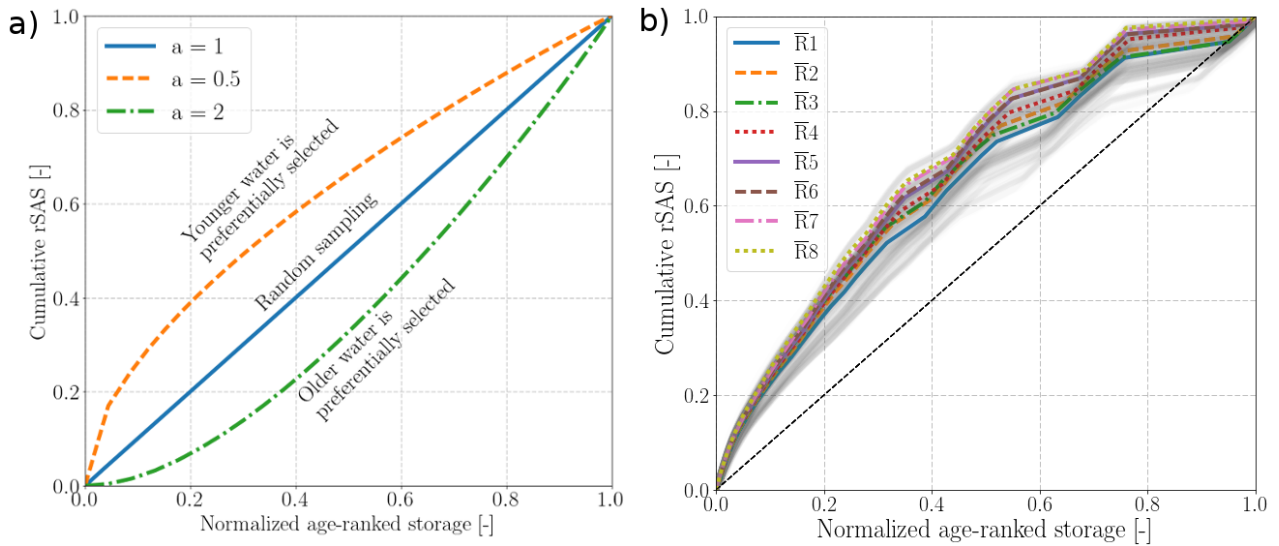 a)
1.0
0.8
0.6
0.4
0.2
0.0
Cumulative rSAS [-]
a = 1
a = 0.5
a = 2
Younger water is
preferentially selected
Random sampling
Older water is
preferentially selected
0.0 0.2 0.4 0.6 0.8 1.0
Normalized age-ranked storage [-]
b)
1.0
0.8
0.6
0.4
0.2
0.0
Cumulative rSAS [-]
R̅1
R̅2
R̅3
R̅4
R̅5
R̅6
R̅7
R̅8
0.0 0.2 0.4 0.6 0.8 1.0
Normalized age-ranked storage [-]